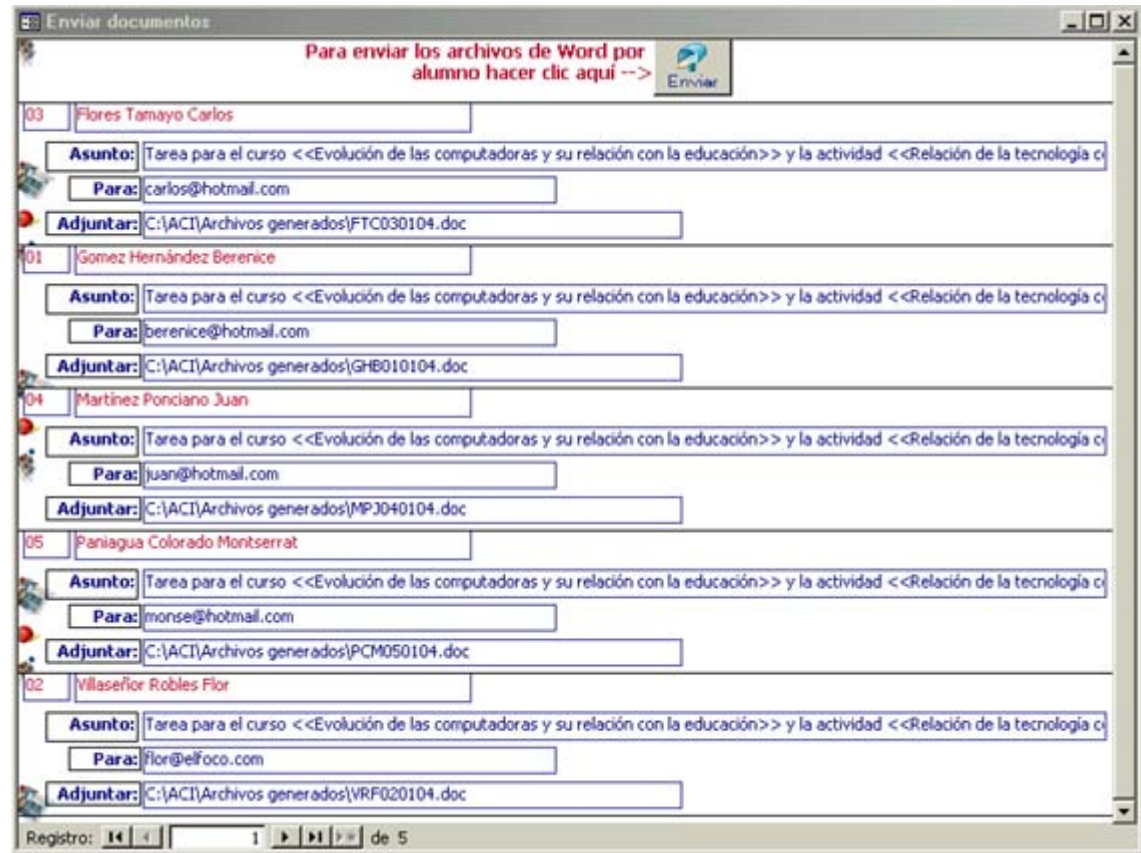 Enviar documentos
Para enviar los archivos de Word por
alumno hacer clic aquí -->
Enviar
03 Flores Tamayo Carlos
Asunto: Tarea para el curso <<Evolución de las computadoras y su relación con la educación>> y la actividad <<Relación de la tecnología c
Para: carlos@hotmail.com
Adjuntar: C:\ACI\Archivos generados\FTC030104.doc
01 Gomez Hernández Berenice
Asunto: Tarea para el curso <<Evolución de las computadoras y su relación con la educación>> y la actividad <<Relación de la tecnología c
Para: berenice@hotmail.com
Adjuntar: C:\ACI\Archivos generados\GHB010104.doc
04 Martínez Ponciano Juan
Asunto: Tarea para el curso <<Evolución de las computadoras y su relación con la educación>> y la actividad <<Relación de la tecnología c
Para: juan@hotmail.com
Adjuntar: C:\ACI\Archivos generados\MPJ040104.doc
05 Paniagua Colorado Montserrat
Asunto: Tarea para el curso <<Evolución de las computadoras y su relación con la educación>> y la actividad <<Relación de la tecnología c
Para: monse@hotmail.com
Adjuntar: C:\ACI\Archivos generados\PCM050104.doc
02 Villaseñor Robles Flor
Asunto: Tarea para el curso <<Evolución de las computadoras y su relación con la educación>> y la actividad <<Relación de la tecnología c
Para: flor@elfoco.com
Adjuntar: C:\ACI\Archivos generados\VRF020104.doc
Registro: 1 de 5